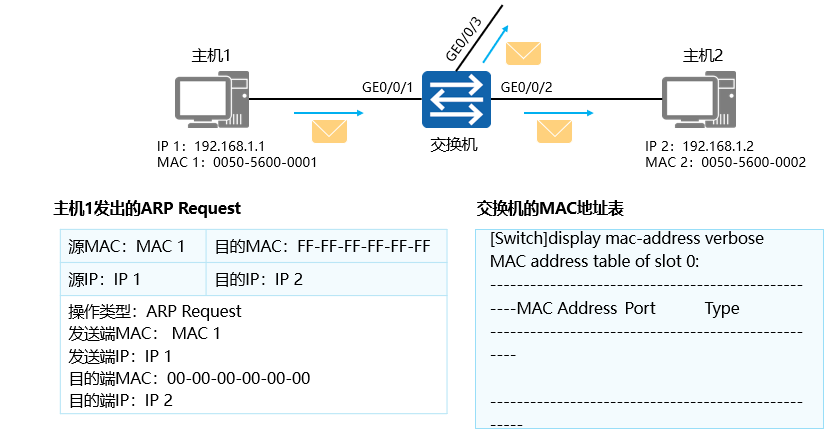 GE0/0/3
主机1
主机2
GE0/0/1
GE0/0/2
交换机
IP 1：192.168.1.1
MAC 1：0050-5600-0001
IP 2：192.168.1.2
MAC 2：0050-5600-0002
主机1发出的ARP Request
源MAC：MAC 1 目的MAC：FF-FF-FF-FF-FF-FF
源IP：IP 1 目的IP：IP 2
操作类型：ARP Request
发送端MAC： MAC 1
发送端IP：IP 1
目的端MAC：00-00-00-00-00-00
目的端IP：IP 2
交换机的MAC地址表
[Switch]display mac-address verbose
MAC address table of slot 0:
-------------------------------------------
----MAC Address Port Type
-------------------------------------------
----
-------------------------------------------
-----